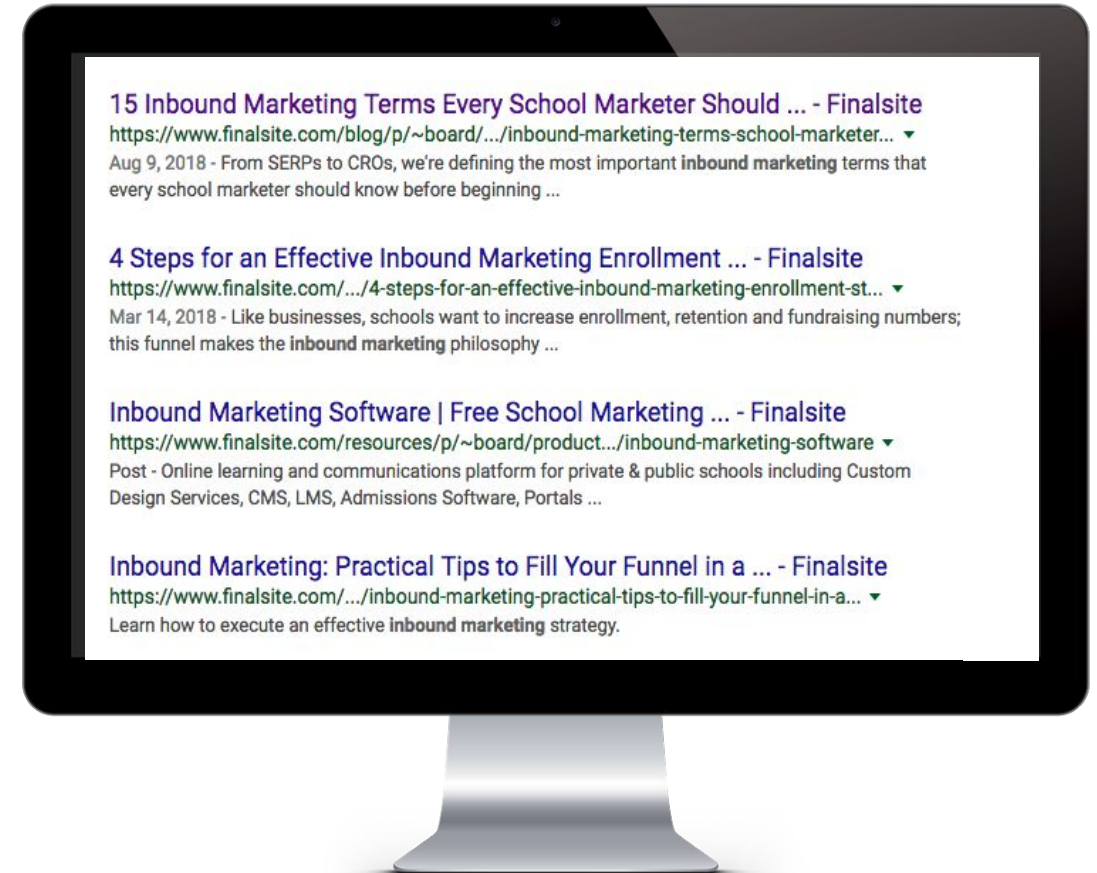 15 Inbound Marketing Terms Every School Marketer Should ... - Finalsite
https://www.finalsite.com/blog/p/~board/.../inbound-marketing-terms-school-marketer...
Aug 9, 2018 - From SERPs to CROs, we're defining the most important inbound marketing terms that
every school marketer should know before beginning ...
4 Steps for an Effective Inbound Marketing Enrollment ... - Finalsite
https://www.finalsite.com/.../4-steps-for-an-effective-inbound-marketing-enrollment-st...
Mar 14, 2018 - Like businesses, schools want to increase enrollment, retention and fundraising numbers;
this funnel makes the inbound marketing philosophy ...
Inbound Marketing Software | Free School Marketing ... - Finalsite
https://www.finalsite.com/resources/p/~board/product.../inbound-marketing-software
Post - Online learning and communications platform for private & public schools including Custom
Design Services, CMS, LMS, Admissions Software, Portals ...
Inbound Marketing: Practical Tips to Fill Your Funnel in a ... - Finalsite
https://www.finalsite.com/.../inbound-marketing-practical-tips-to-fill-your-funnel-in-a...
Learn how to execute an effective inbound marketing strategy.